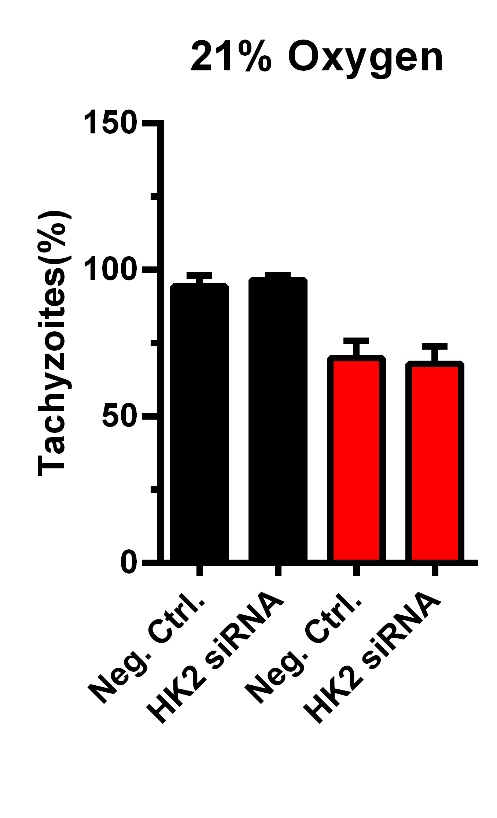 21% Oxygen
Tachyzoites(%)
150
100
50
0
Neg. Ctrl.
HK2 siRNA
Neg. Ctrl.
HK2 siRNA